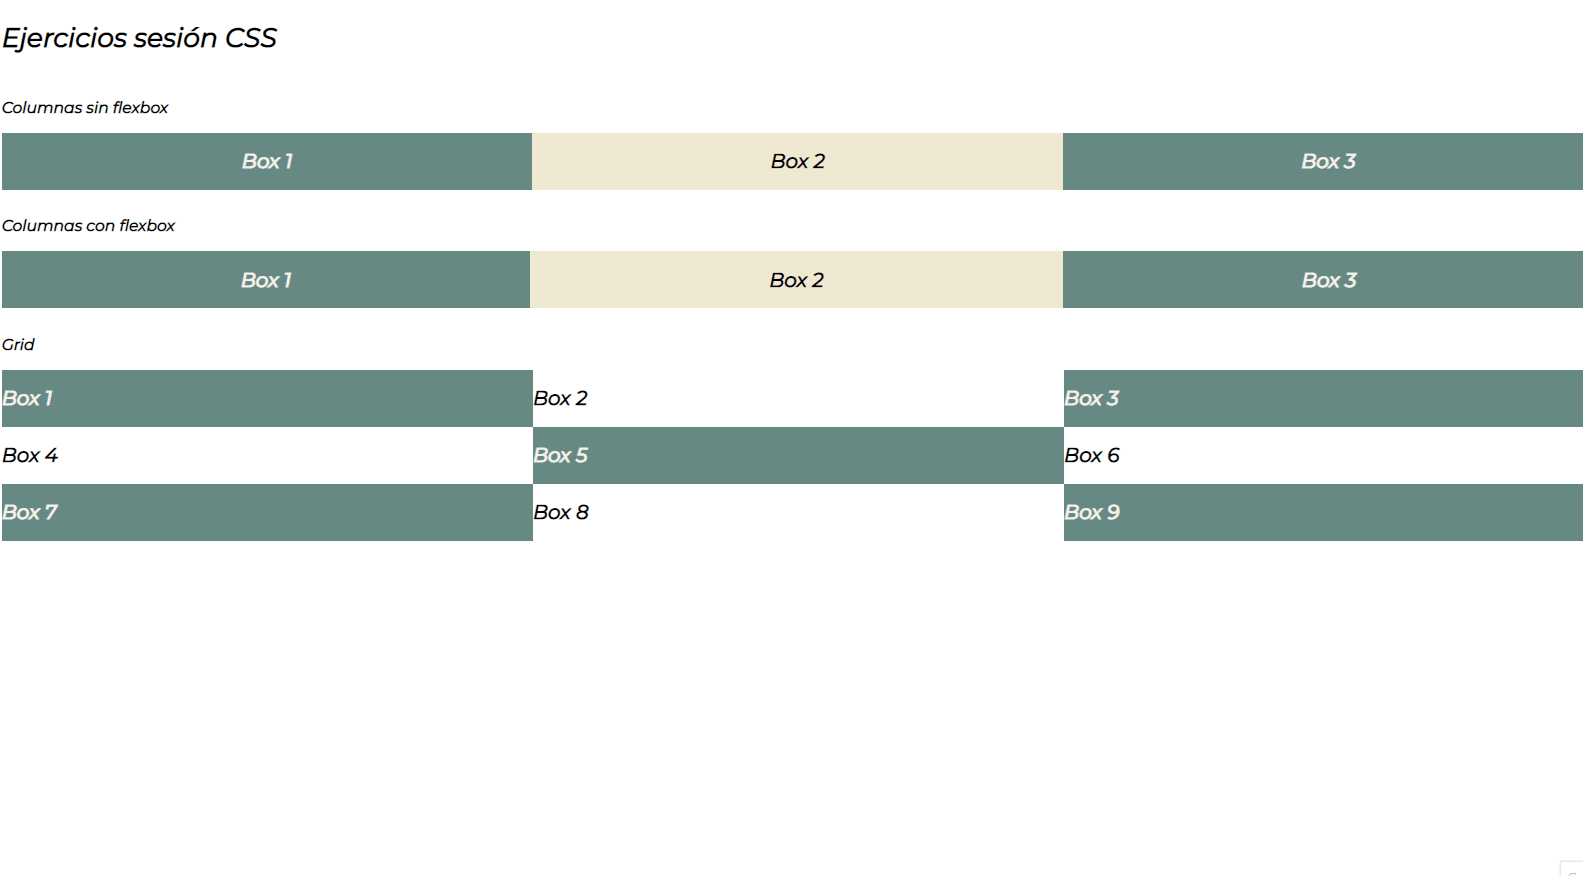 Ejercicios sesión CSS
Columnas sin flexbox
Box 1 Box 2 Box 3
Columnas con flexbox
Box 1 Box 2 Box 3
Grid
Box 1 Box 2 Box 3
Box 4 Box 5 Box 6
Box 7 Box 8 Box 9